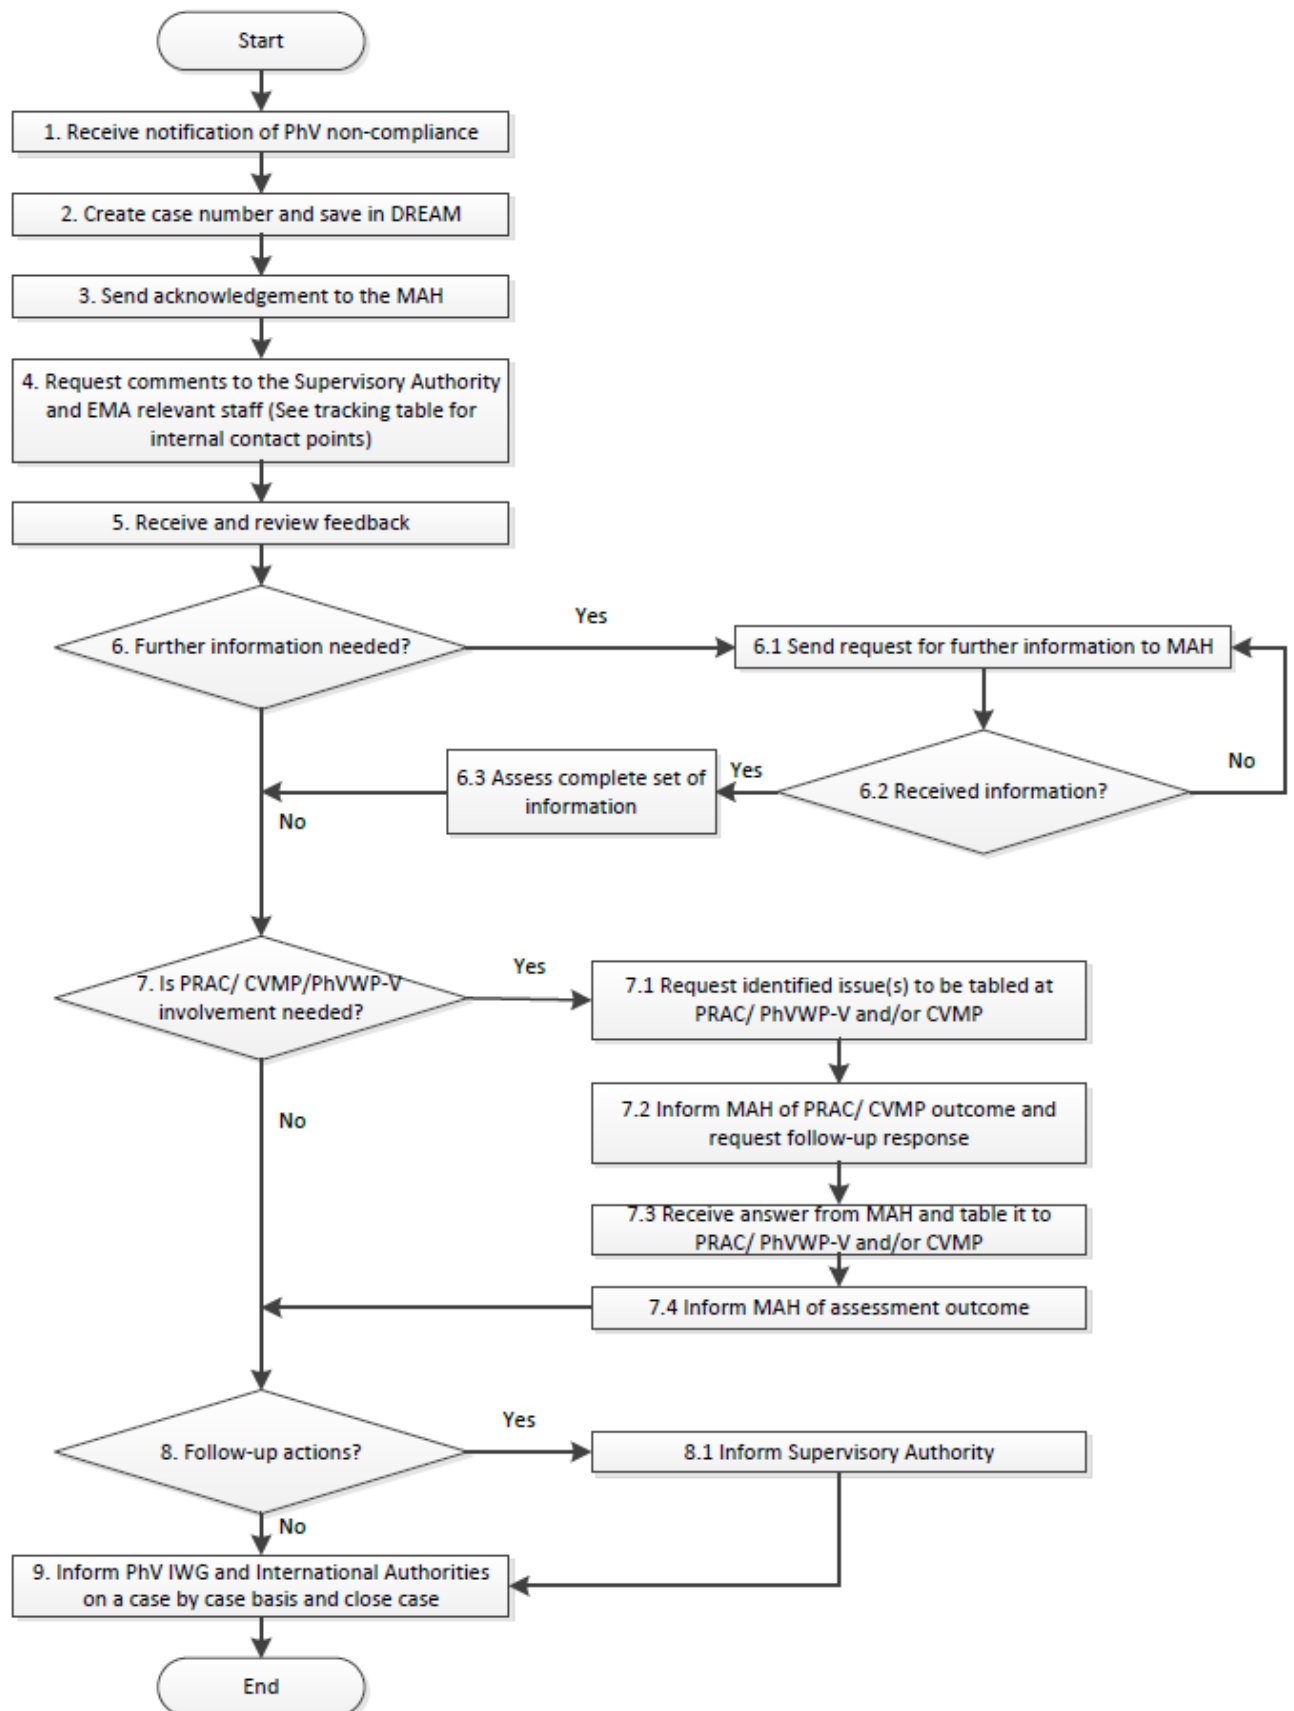 Start
1. Receive notification of PhV non-compliance
2. Create case number and save in DREAM
3. Send acknowledgement to the MAH
4. Request comments to the Supervisory Authority
and EMA relevant staff (See tracking table for
internal contact points)
5. Receive and review feedback
6. Further information needed?
Yes
6.1 Send request for further information to MAH
6.2 Received information?
No
Yes
6.3 Assess complete set of
information
No
7. Is PRAC/ CVMP/PhVWP-V
involvement needed?
Yes
7.1 Request identified issue(s) to be tabled at
PRAC/ PhVWP-V and/or CVMP
7.2 Inform MAH of PRAC/ CVMP outcome and
request follow-up response
7.3 Receive answer from MAH and table it to
PRAC/ PhVWP-V and/or CVMP
7.4 Inform MAH of assessment outcome
No
8. Follow-up actions?
Yes
8.1 Inform Supervisory Authority
No
9. Inform PhV IWG and International Authorities
on a case by case basis and close case
End